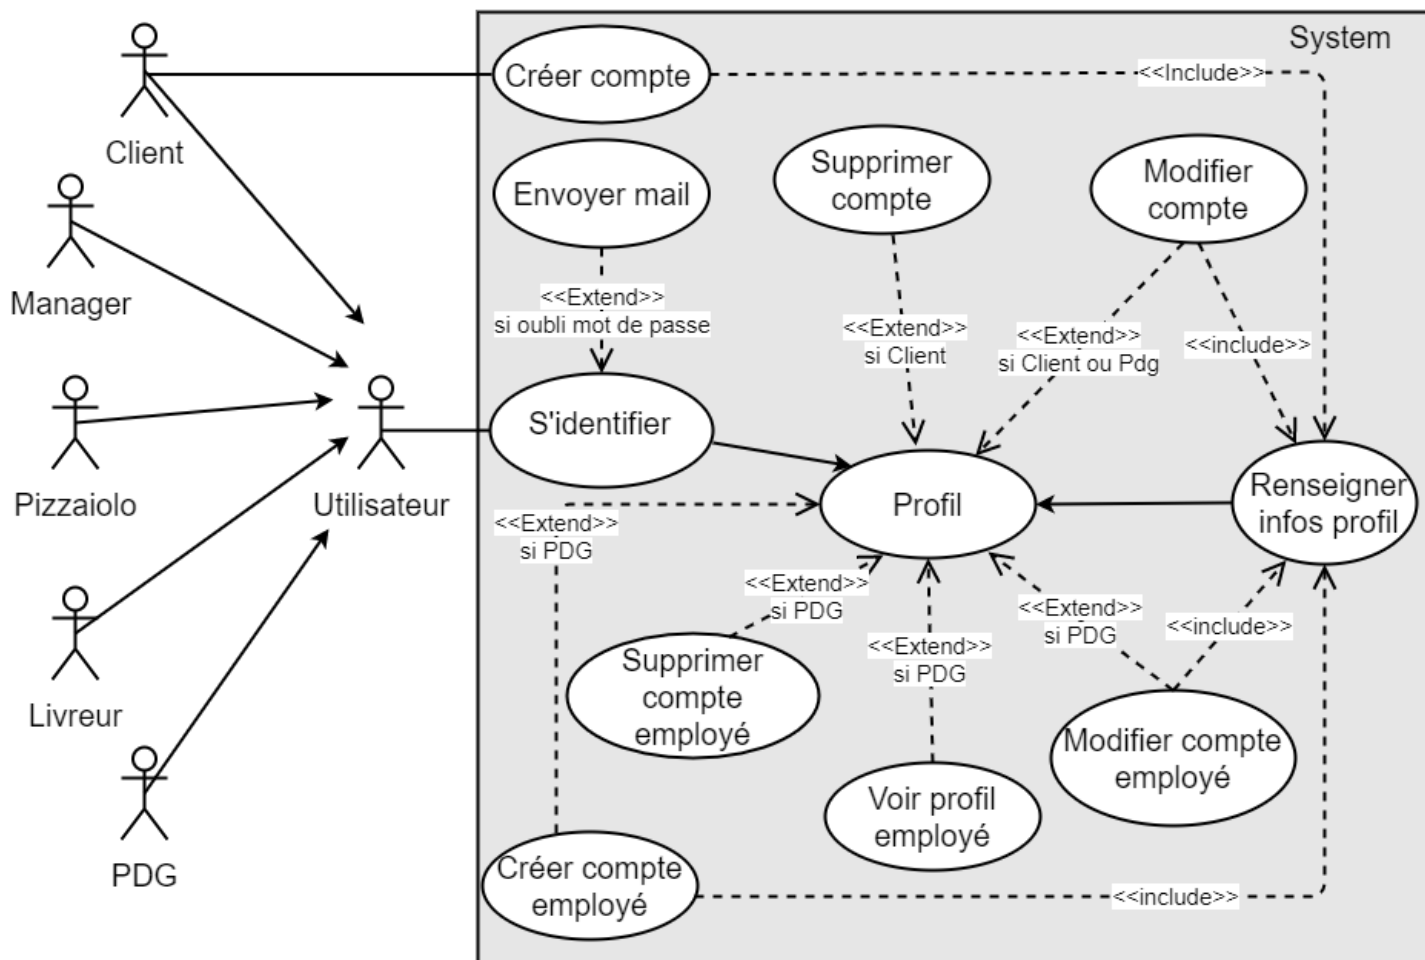 System
Créer compte
<<Include>>
Client
Envoyer mail
Supprimer
compte
Modifier
compte
Manager
<<Extend>>
si oubli mot de passe
<<Extend>>
si Client
<<Extend>>
si Client ou Pdg
<<include>>
S'identifier
Pizzaiolo
Utilisateur
Profil
Renseigner
infos profil
<<Extend>>
si PDG
<<Extend>>
si PDG
<<Extend>>
si PDG
<<Extend>>
si PDG
<<include>>
Livreur
Supprimer
compte
employé
Modifier compte
employé
Voir profil
employé
PDG
Créer compte
employé
<<include>>